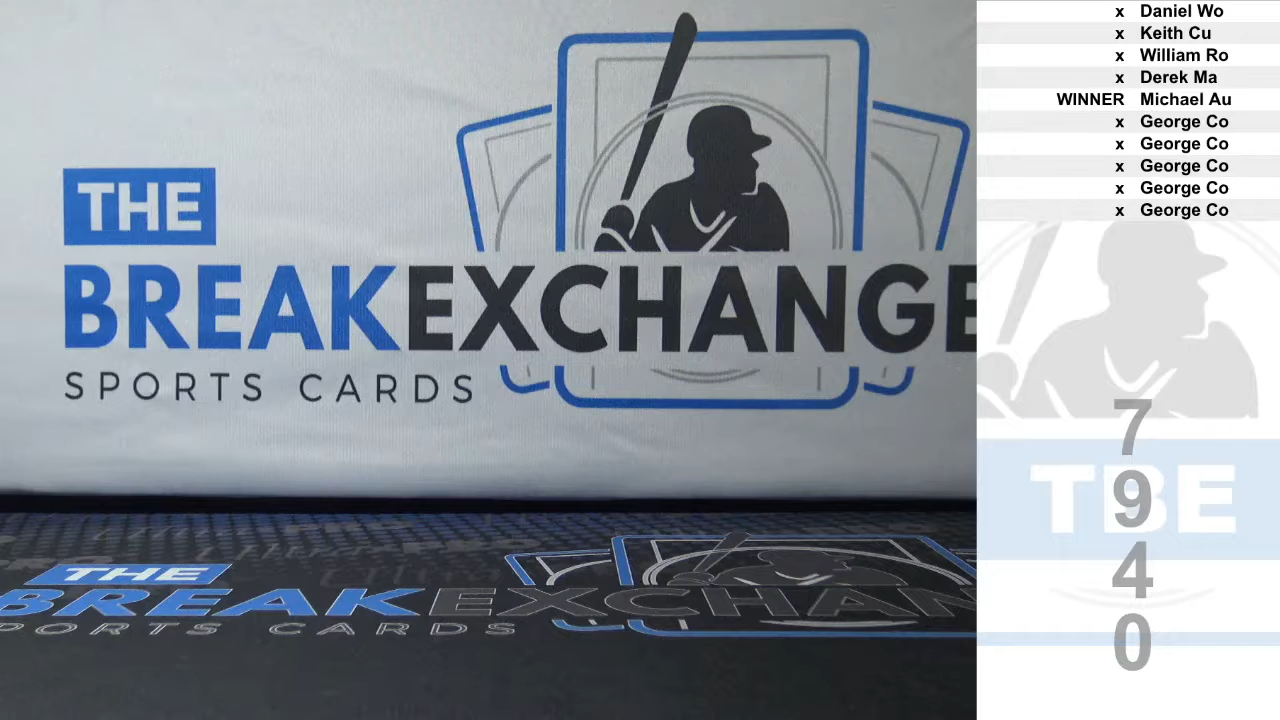 THE
BREAKEXCHANGE
SPORTS CARDS
THE
BREAKEXCHAN
SPORTS CARDS
x Daniel Wo
x Keith Cu
x William Ro
x Derek Ma
WINNER Michael Au
x George Co
x George Co
x George Co
x George Co
x George Co
TBE
7
9
4
0